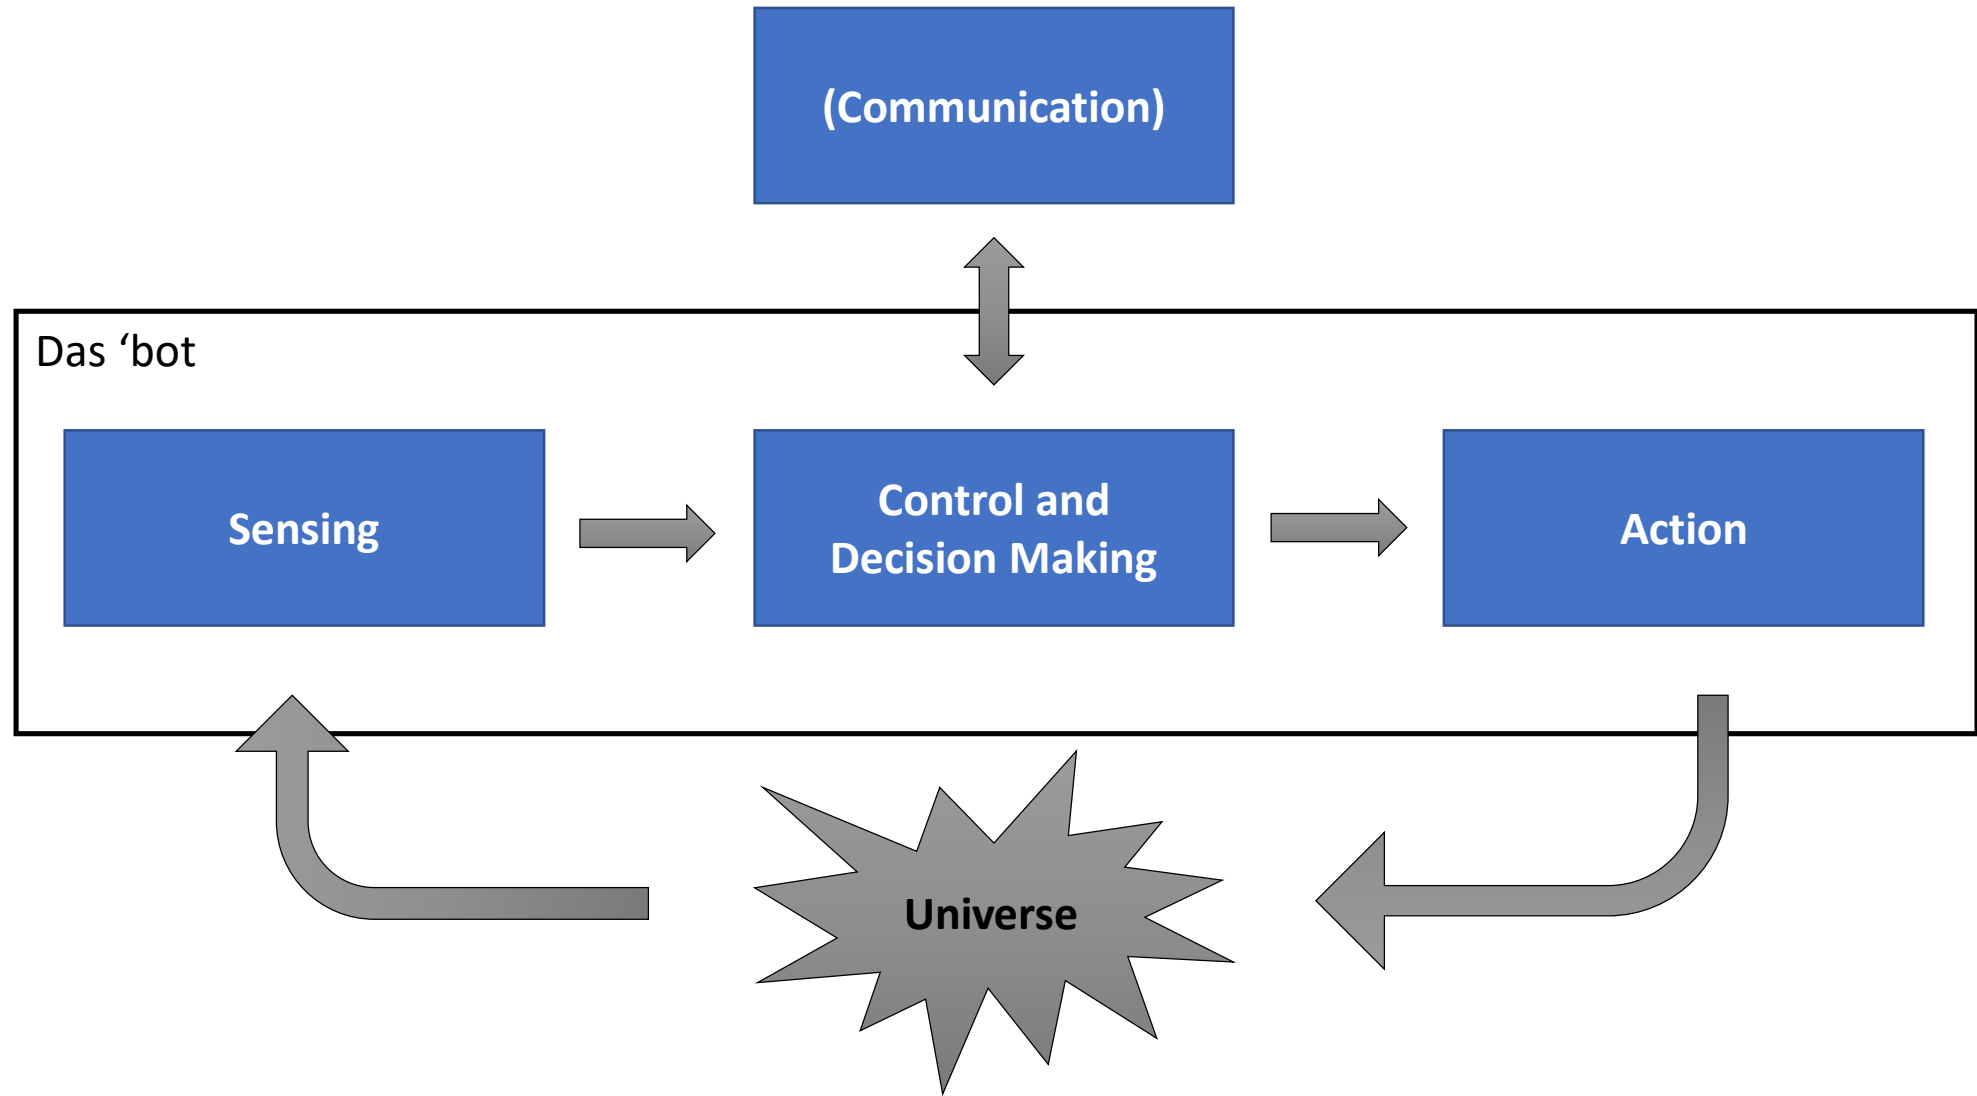 (Communication)
Das ‘bot
Sensing
Control and
Decision Making
Action
Universe